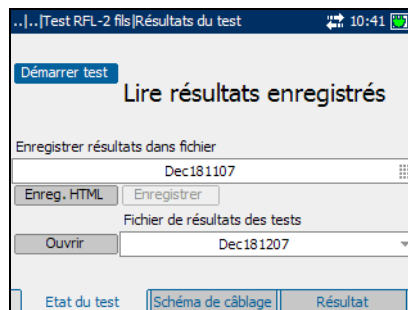 ..|..|Test RFL-2 fils|Résultats du test 10:41
Démarrer test
Lire résultats enregistrés
Enregistrer résultats dans fichier
Dec181107
Enreg. HTML Enregistrer
Fichier de résultats des tests
Ouvrir Dec181207
Etat du test Schéma de câblage Résultat